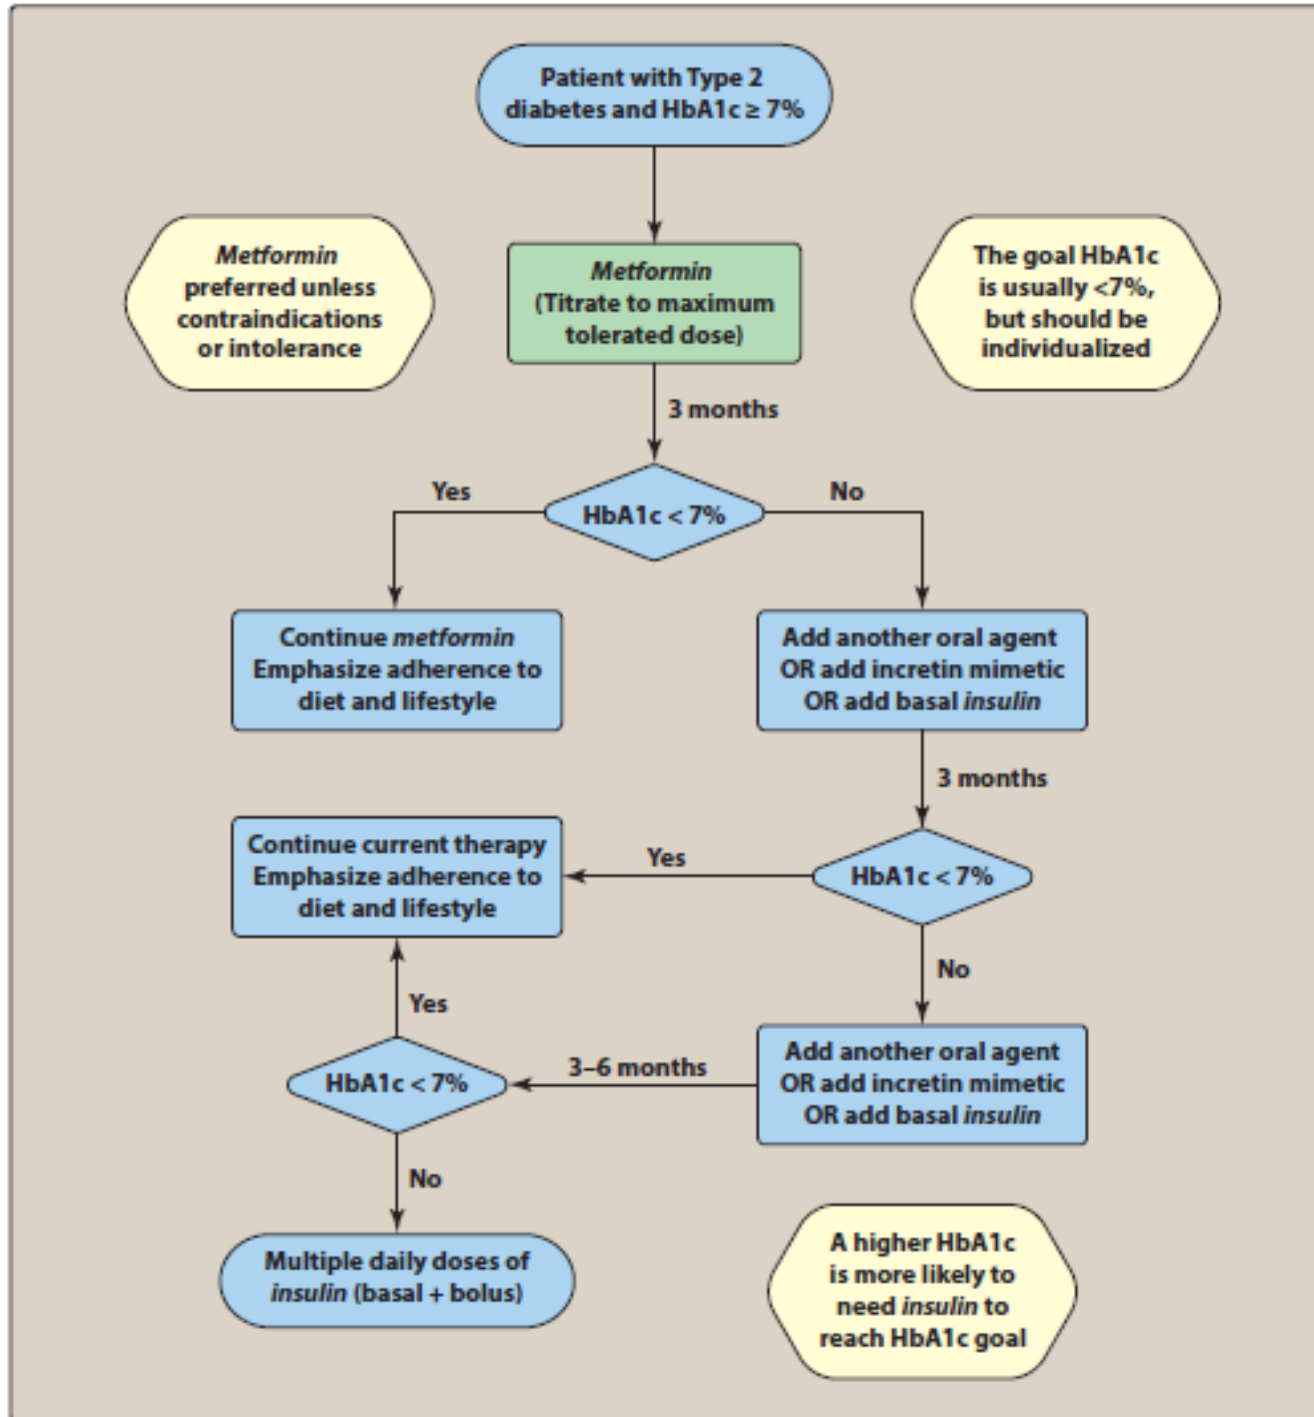 Patient with Type 2
diabetes and HbA1c ≥ 7%
Metformin
preferred unless
contraindications
or intolerance
Metformin
(Titrate to maximum
tolerated dose)
The goal HbA1c
is usually <7%,
but should be
individualized
3 months
Yes
HbA1c < 7%
No
Continue metformin
Emphasize adherence to
diet and lifestyle
Add another oral agent
OR add incretin mimetic
OR add basal insulin
3 months
Continue current therapy
Emphasize adherence to
diet and lifestyle
Yes
HbA1c < 7%
No
Yes
HbA1c < 7%
3–6 months
Add another oral agent
OR add incretin mimetic
OR add basal insulin
No
Multiple daily doses of
insulin (basal + bolus)
A higher HbA1c
is more likely to
need insulin to
reach HbA1c goal